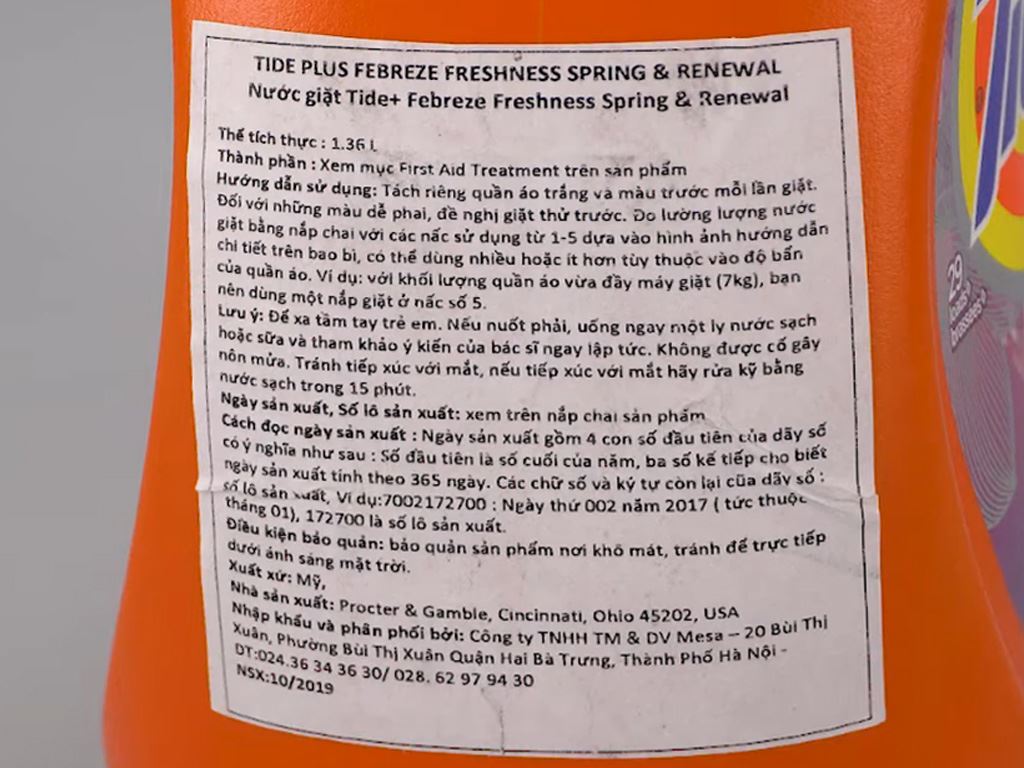 TIDE PLUS FEBREZE FRESHNESS SPRING & RENEWAL
Nước giặt Tide+ Febreze Freshness Spring & Renewal
Thể tích thực : 1.36 L
Thành phần : Xem mục First Aid Treatment trên sản phẩm
Hướng dẫn sử dụng: Tách riêng quần áo trắng và màu trước mỗi lần giặt.
Đối với những màu dễ phai, đề nghị giặt thử trước. Đo lường lượng nước
giặt bằng nắp chai với các nấc sử dụng từ 1-5 dựa vào hình ảnh hướng dẫn
chi tiết trên bao bì, có thể dùng nhiều hoặc ít hơn tùy thuộc vào độ bẩn
của quần áo. Ví dụ: với khối lượng quần áo vừa đầy máy giặt (7kg), bạn
nên dùng một nắp giặt ở nấc số 5.
Lưu ý: Để xa tầm tay trẻ em. Nếu nuốt phải, uống ngay một ly nước sạch
hoặc sữa và tham khảo ý kiến của bác sĩ ngay lập tức. Không được cố gây
nôn mửa. Tránh tiếp xúc với mắt, nếu tiếp xúc với mắt hãy rửa kỹ bằng
nước sạch trong 15 phút.
Ngày sản xuất, Số lô sản xuất: xem trên nắp chai sản phẩm
Cách đọc ngày sản xuất : Ngày sản xuất gồm 4 con số đầu tiên của dãy số
có ý nghĩa như sau : Số đầu tiên là số cuối của năm, ba số kế tiếp cho biết
ngày sản xuất tính theo 365 ngày. Các chữ số và ký tự còn lại cũa dãy số :
số lô sản xuất, Ví dụ:7002172700 : Ngày thứ 002 năm 2017 ( tức thuộc
tháng 01), 172700 là số lô sản xuất.
Điều kiện bảo quản: bảo quản sản phẩm nơi khô mát, tránh để trực tiếp
dưới ánh sáng mặt trời.
Xuất xứ: Mỹ,
Nhà sản xuất: Procter & Gamble, Cincinnati, Ohio 45202, USA
Nhập khẩu và phân phối bởi: Công ty TNHH TM & DV Mesa – 20 Bùi Thị
Xuân, Phường Bùi Thị Xuân Quận Hai Bà Trưng, Thành Phố Hà Nội -
DT:024.36 34 36 30/ 028. 62 97 94 30
NSX:10/2019
29
loads
brassées